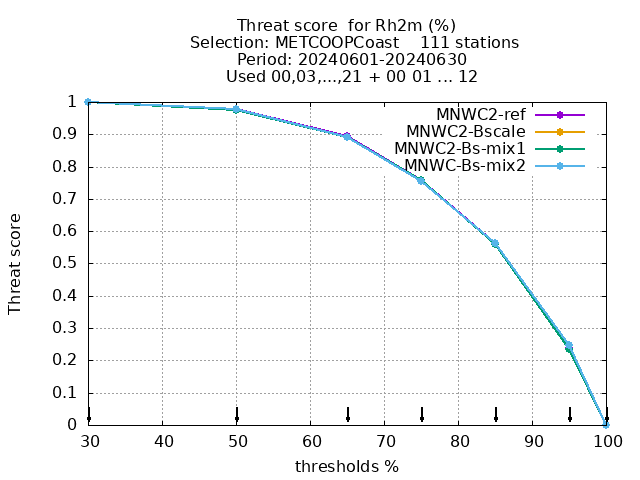 Threat score  for Rh2m (%)
Selection: METCOOPCoast    111 stations
Period: 20240601-20240630
Used 00,03,...,21 + 00 01 ... 12
MNWC2-ref
MNWC2-Bscale
MNWC2-Bs-mix1
MNWC-Bs-mix2
Threat score
1
0.9
0.8
0.7
0.6
0.5
0.4
0.3
0.2
0.1
0
30 40 50 60 70 80 90 100
thresholds %